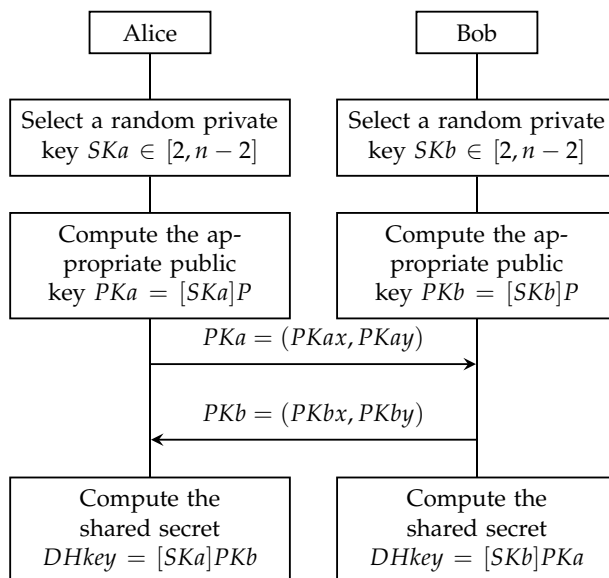 Alice
Bob
Select a random private
key SKa ∈ [2, n − 2]
Select a random private
key SKb ∈ [2, n − 2]
Compute the ap-
propriate public
key PKa = [SKa]P
Compute the ap-
propriate public
key PKb = [SKb]P
PKa = (PKax, PKay)
PKb = (PKbx, PKby)
Compute the
shared secret
DHkey = [SKa]PKb
Compute the
shared secret
DHkey = [SKb]PKa